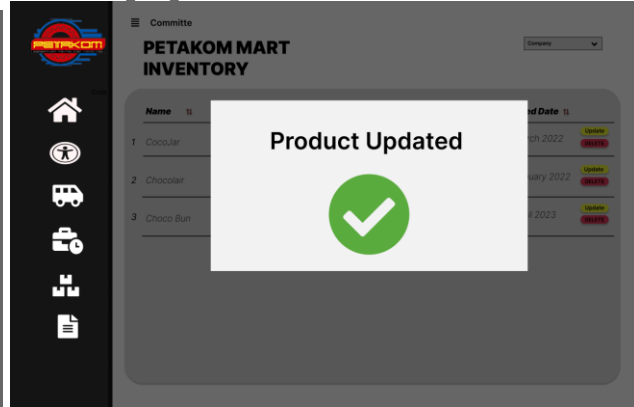 Committe
PETAKOM
PETAKOM MART
INVENTORY
Company
Name
ed Date
Product Updated
1 CocoJar
rch 2022
Update
DELETE
2 Chocolair
uary 2022
Update
DELETE
3 Choco Bun
2023
Update
DELETE